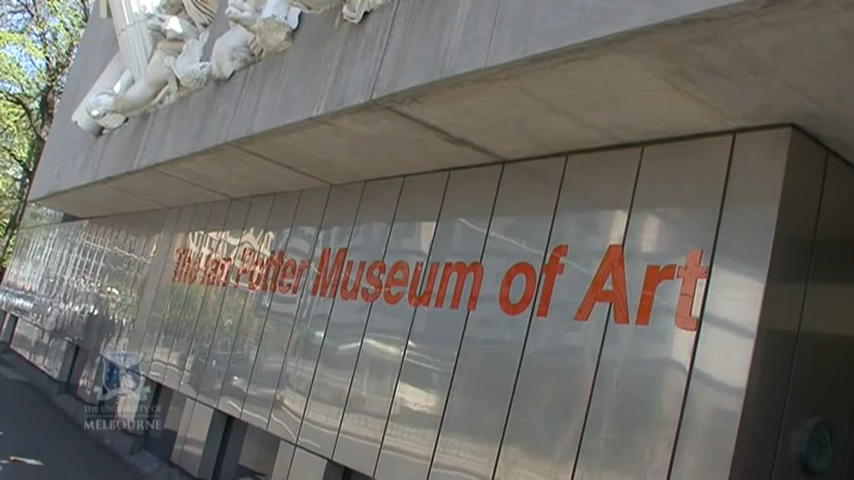 The Ian Potter Museum of Art
THE UNIVERSITY OF
MELBOURNE